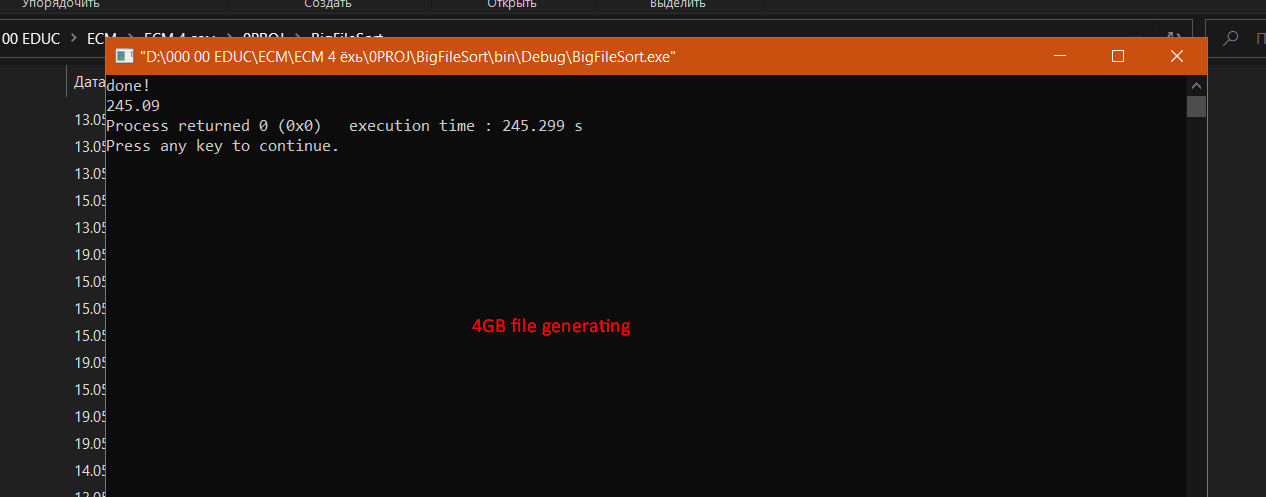 Упорядочить Создать Открыть Выделить
00 EDUC > ECM > ECM 4 > 0PROJ > BigFileSort
"D:\000 00 EDUC\ECM\ECM 4 ёхь\0PROJ\BigFileSort\bin\Debug\BigFileSort.exe"
Дата
done!
245.09
Process returned 0 (0x0)   execution time : 245.299 s
Press any key to continue.
13.05
13.05
13.05
15.05
13.05
19.05
15.05
15.05
15.05
19.05
15.05
19.05
19.05
14.05
13.05
4GB file generating